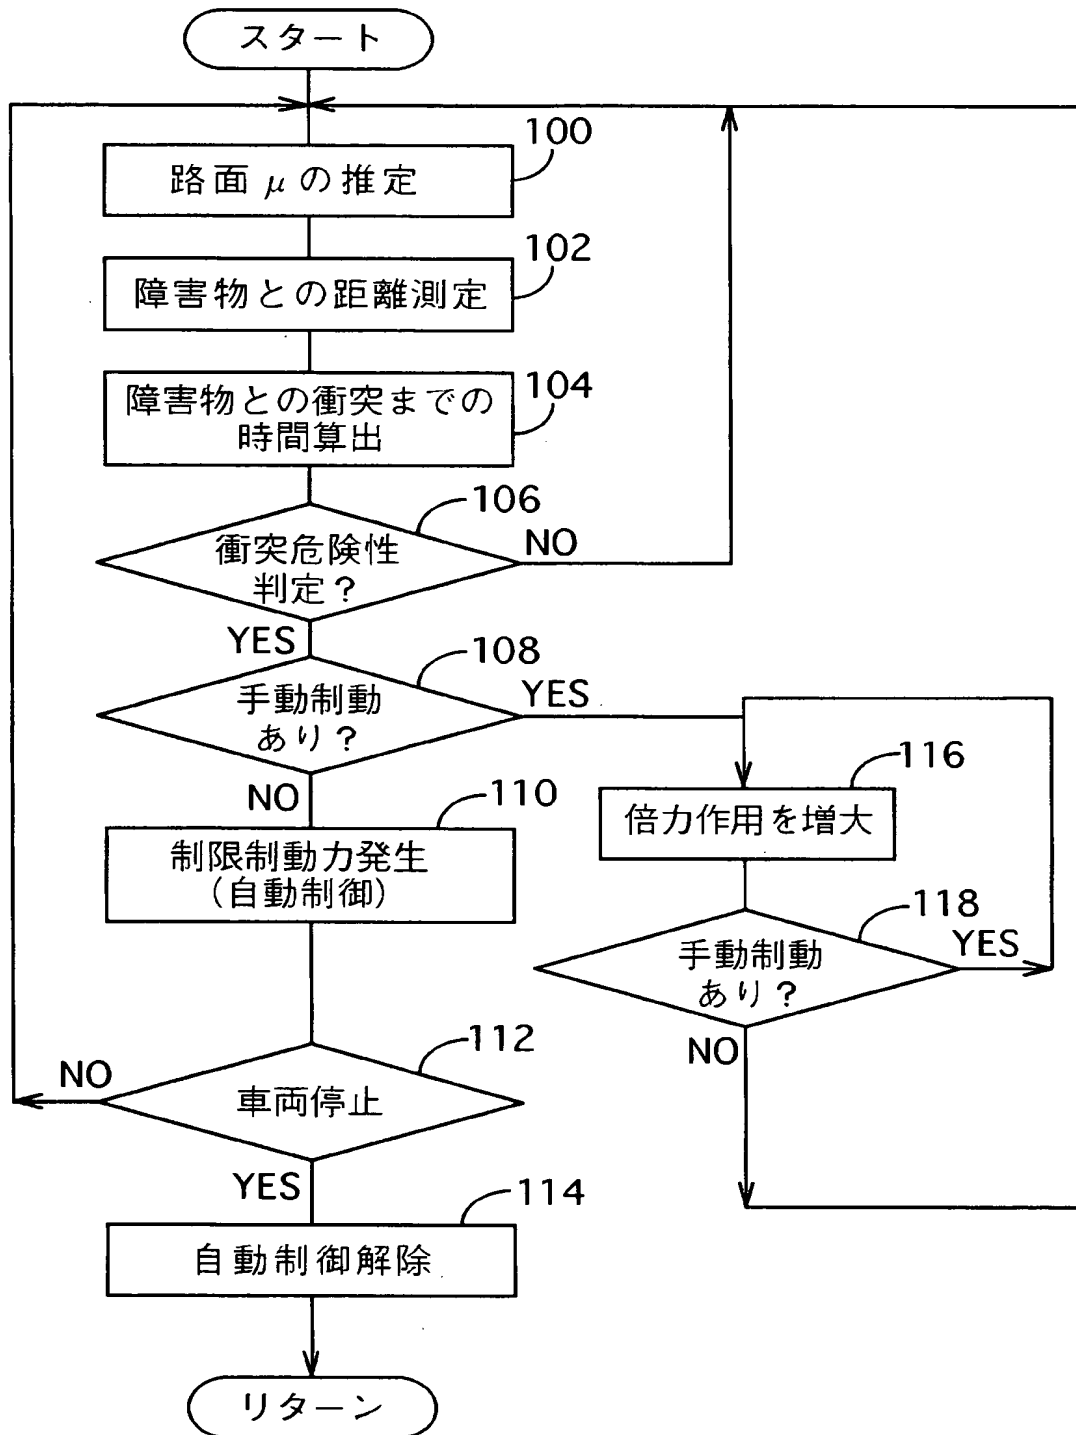 スタート
100
路面μの推定
102
障害物との距離測定
104
障害物との衝突までの
時間算出
106
衝突危険性
判定?
NO
YES
108
手動制動
あり?
YES
NO
110
制限制動力発生
(自動制御)
116
倍力作用を増大
118
手動制動
あり?
YES
NO
112
車両停止
NO
YES
114
自動制御解除
リターン